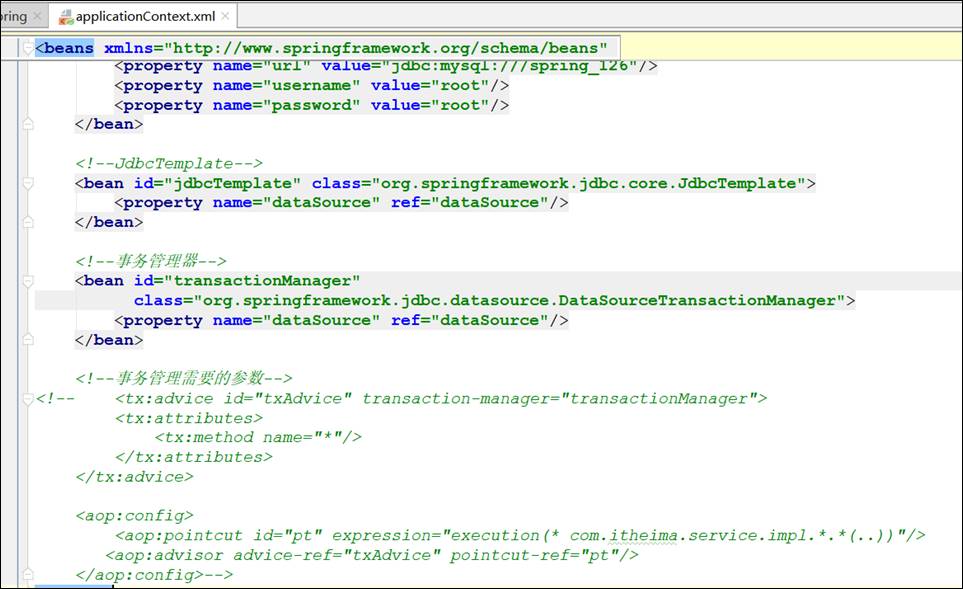 ring
applicationContext.xml
<beans xmlns="http://www.springframework.org/schema/beans"
<property name="url" value="jdbc:mysql:///spring_126"/>
<property name="username" value="root"/>
<property name="password" value="root"/>
</bean>
<!--JdbcTemplate-->
<bean id="jdbcTemplate" class="org.springframework.jdbc.core.JdbcTemplate">
<property name="dataSource" ref="dataSource"/>
</bean>
<!--事务管理器-->
<bean id="transactionManager"
class="org.springframework.jdbc.datasource.DataSourceTransactionManager">
<property name="dataSource" ref="dataSource"/>
</bean>
<!--事务管理需要的参数-->
<!-- <tx:advice id="txAdvice" transaction-manager="transactionManager">
<tx:attributes>
<tx:method name="*"/>
</tx:attributes>
</tx:advice>
<aop:config>
<aop:pointcut id="pt" expression="execution(* com.itheima.service.impl.*.*(..))"/>
<aop:advisor advice-ref="txAdvice" pointcut-ref="pt"/>
</aop:config>-->